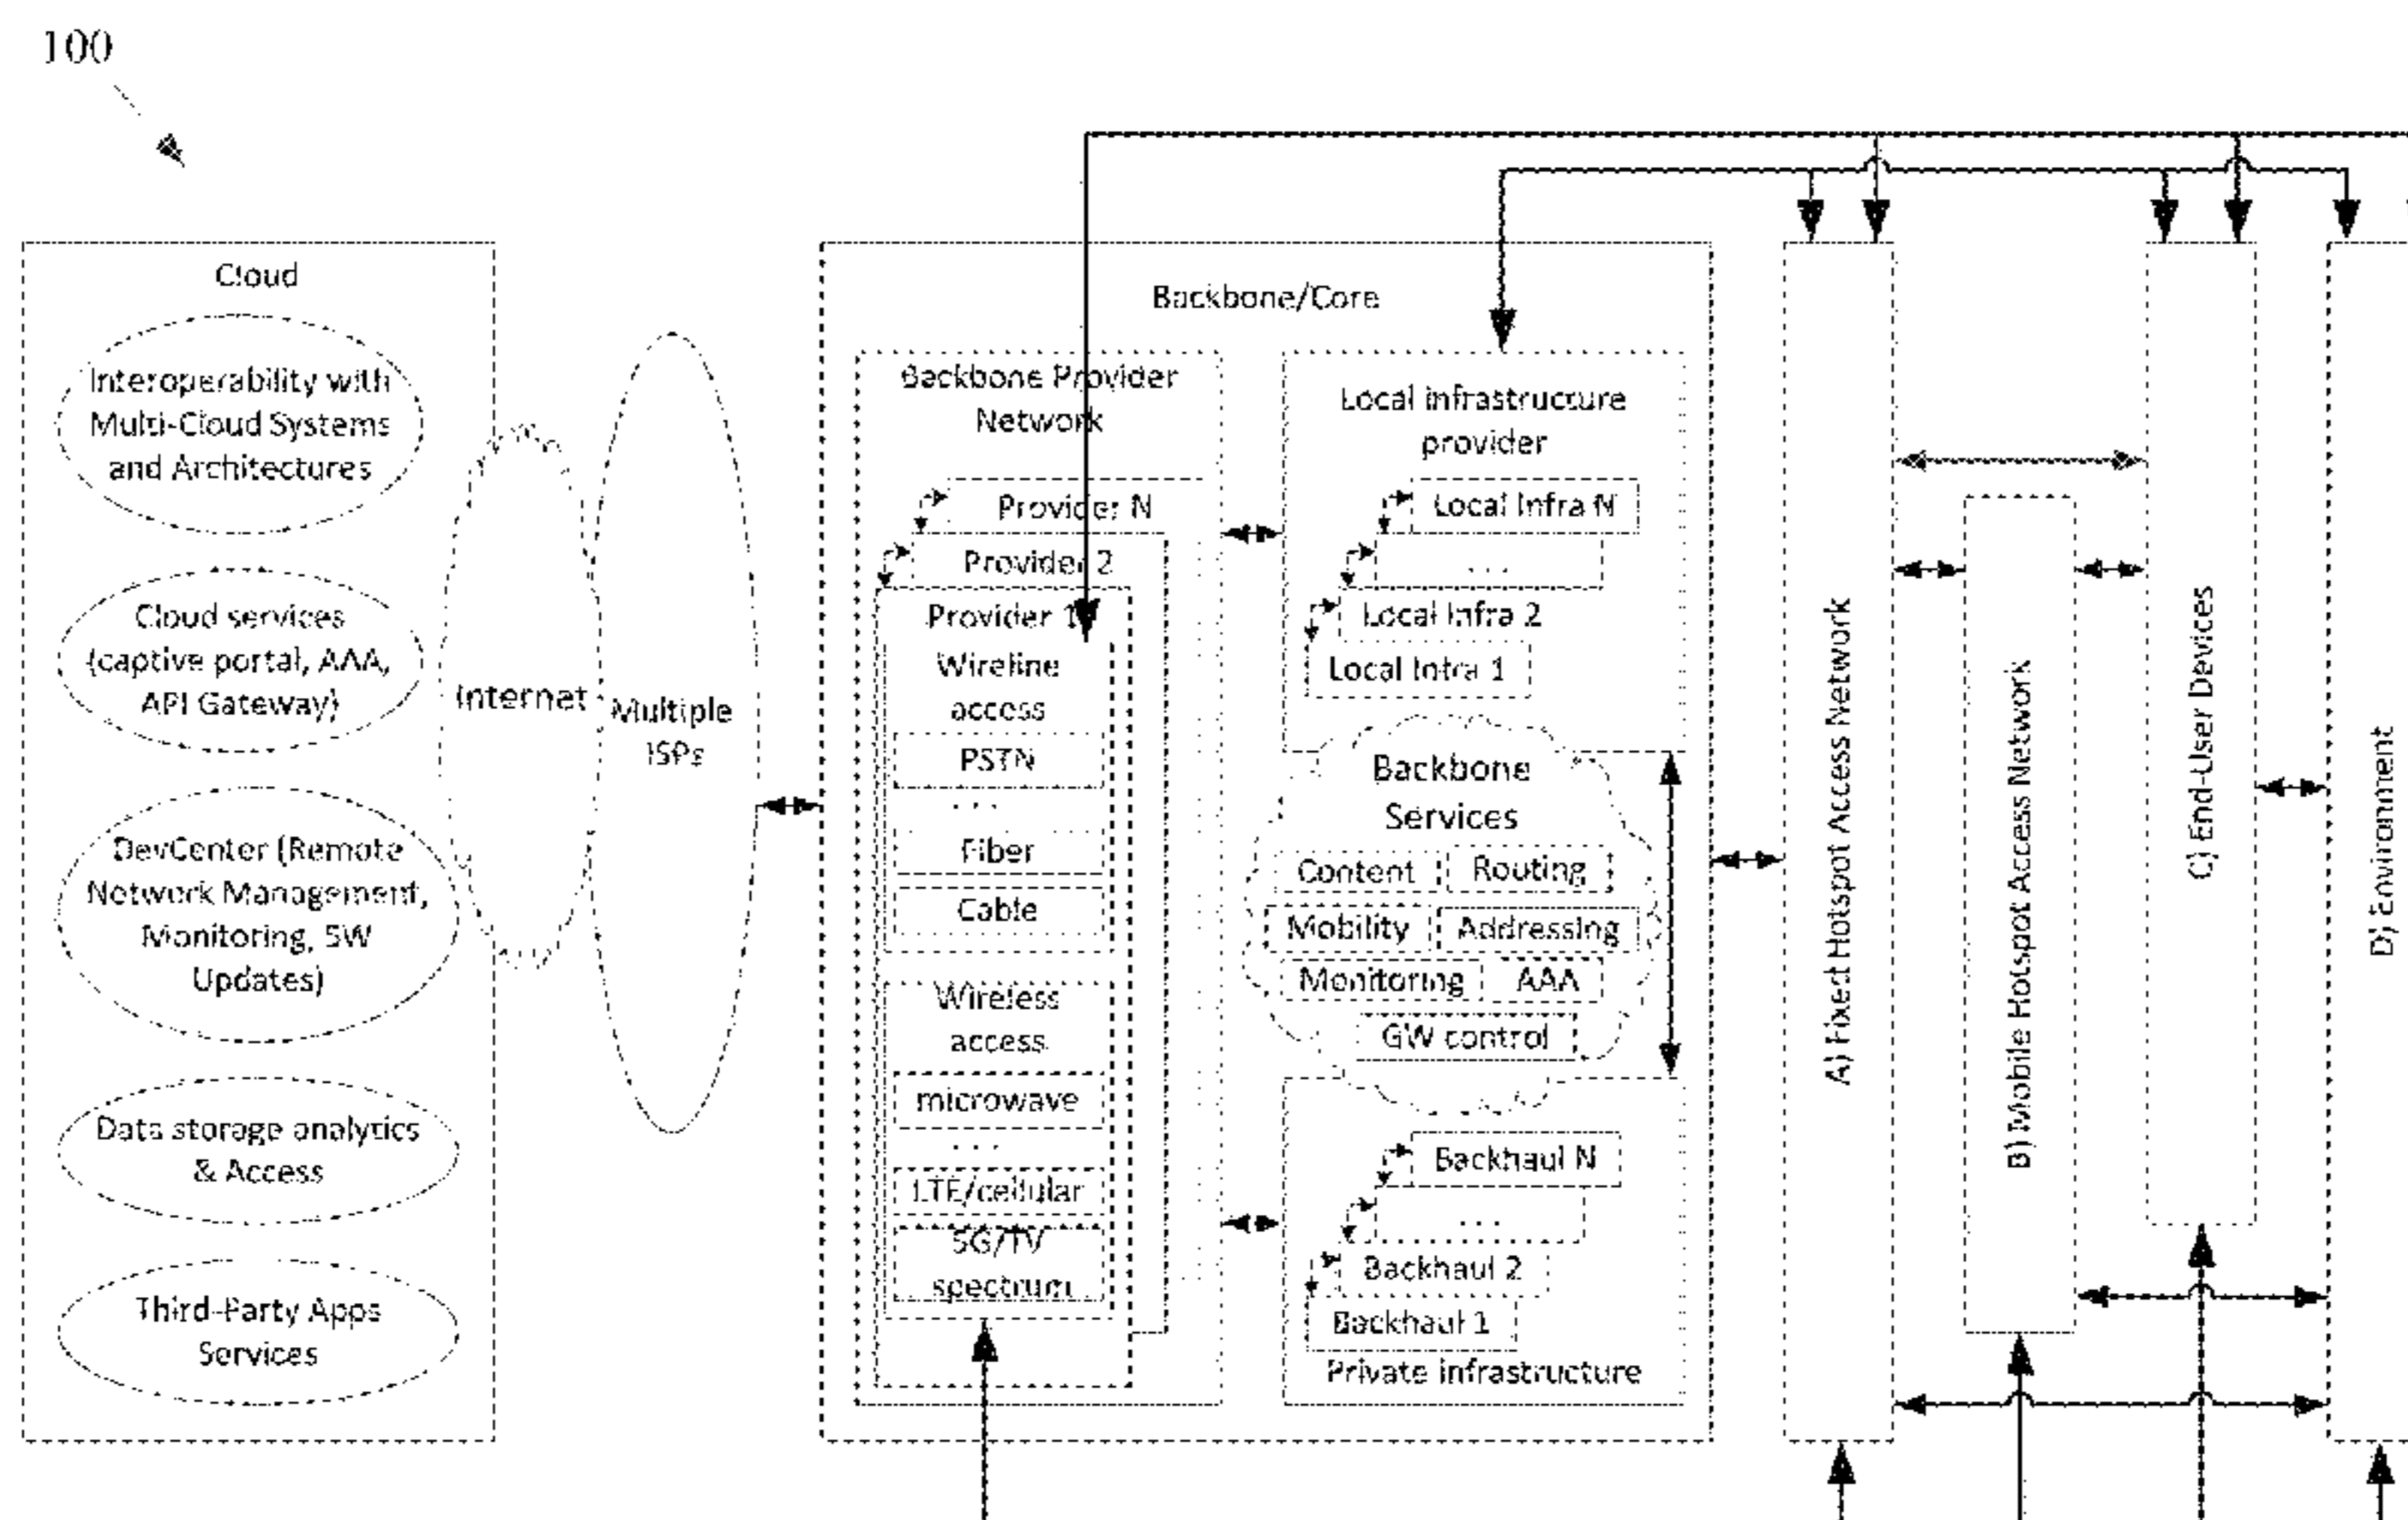 100
Cloud
Interoperability with
Multi-Cloud Systems
and Architectures
Cloud services
(captive portal, AAA,
API Gateway)
DevCenter (Remote
Network Management,
Monitoring, SW
Updates)
Data storage analytics
& Access
Third-Party Apps
Services
Internet
Multiple
ISPs
Backbone/Core
Backbone Provider
Network
Provider N
Provider 2
Provider 1
Wireline
access
PSTN
...
Fiber
Cable
Wireless
access
microwave
...
LTE/cellular
5G/TV
spectrum
Local infrastructure
provider
Local Infra N
...
Local Infra 2
Local Infra 1
Backbone
Services
Content
Routing
Mobility
Addressing
Monitoring
AAA
GW control
Backhaul N
...
Backhaul 2
Backhaul 1
Private infrastructure
A) Fixed Hotspot Access Network
B) Mobile Hotspot Access Network
C) End-User Devices
D) Environment